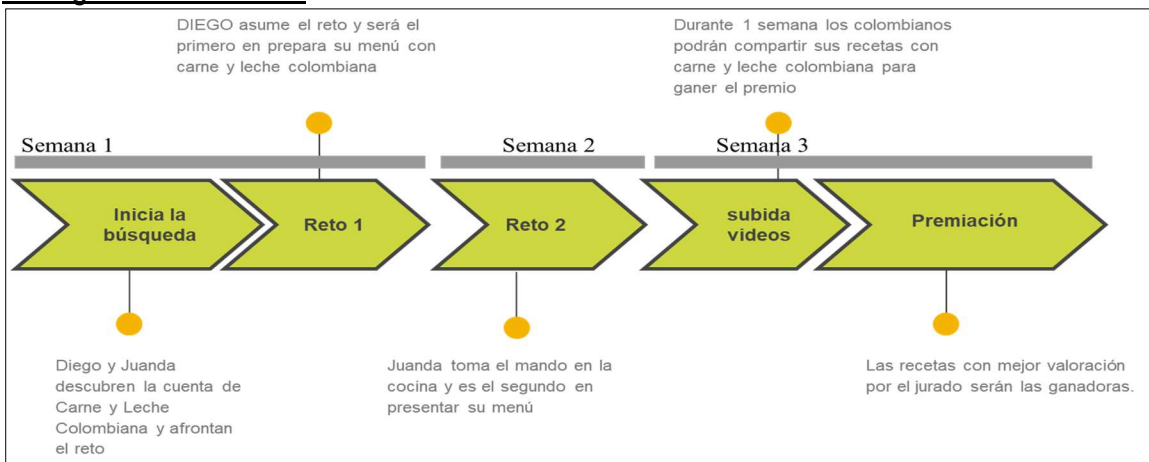 DIEGO asume el reto y será el
primero en prepara su menú con
carne y leche colombiana
Durante 1 semana los colombianos
podrán compartir sus recetas con
carne y leche colombiana para
ganer el premio
Semana 1
Semana 2
Semana 3
Inicia la
búsqueda
Reto 1
Reto 2
subida
videos
Premiación
Diego y Juanda
descubren la cuenta de
Carne y Leche
Colombiana y afrontan
el reto
Juanda toma el mando en la
cocina y es el segundo en
presentar su menú
Las recetas con mejor valoración
por el jurado serán las ganadoras.